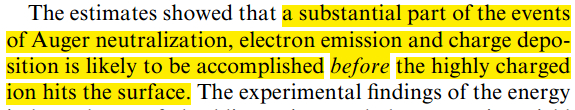 The estimates showed that a substantial part of the events
of Auger neutralization, electron emission and charge depo-
sition is likely to be accomplished before the highly charged
ion hits the surface. The experimental findings of the energy